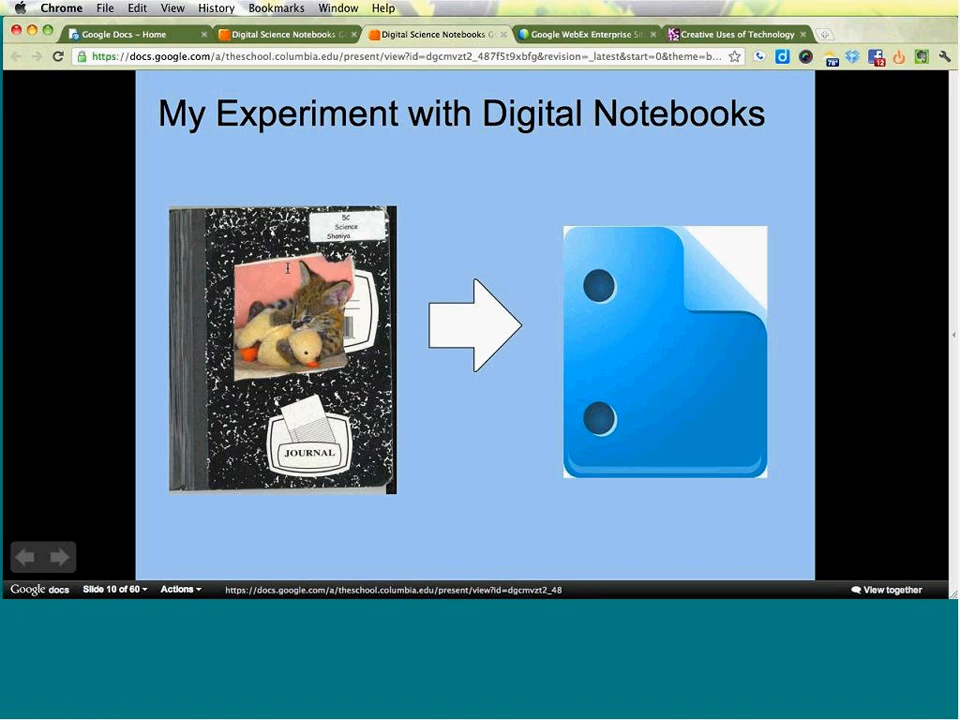 Chrome File Edit View History Bookmarks Window Help
Google Docs – Home Digital Science Notebooks Digital Science Notebooks Google WebEx Enterprise Creative Uses of Technology
https://docs.google.com/a/theschool.columbia.edu/present/view?id=dgcmvzt2_487f5t9xbfg&revision=_latest&start=0&theme=b...
78°
12
My Experiment with Digital Notebooks
5C
Science
Shaniya
JOURNAL
Google docs Slide 10 of 60 Actions https://docs.google.com/a/theschool.columbia.edu/present/view?id=dgcmvzt2_48 View together